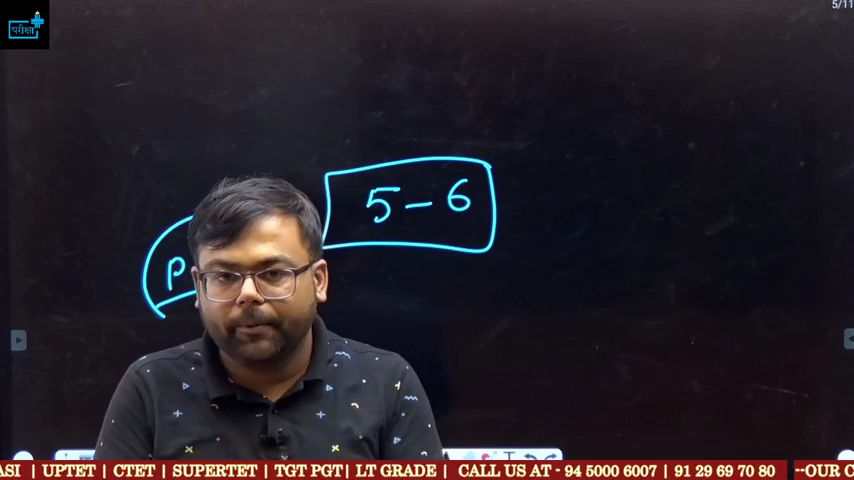 5/11
परीक्षा
5-6
P
ASI | UPTET | CTET | SUPERTET | TGT PGT | LT GRADE | CALL US AT - 94 5000 6007 | 91 29 69 70 80 --OUR C